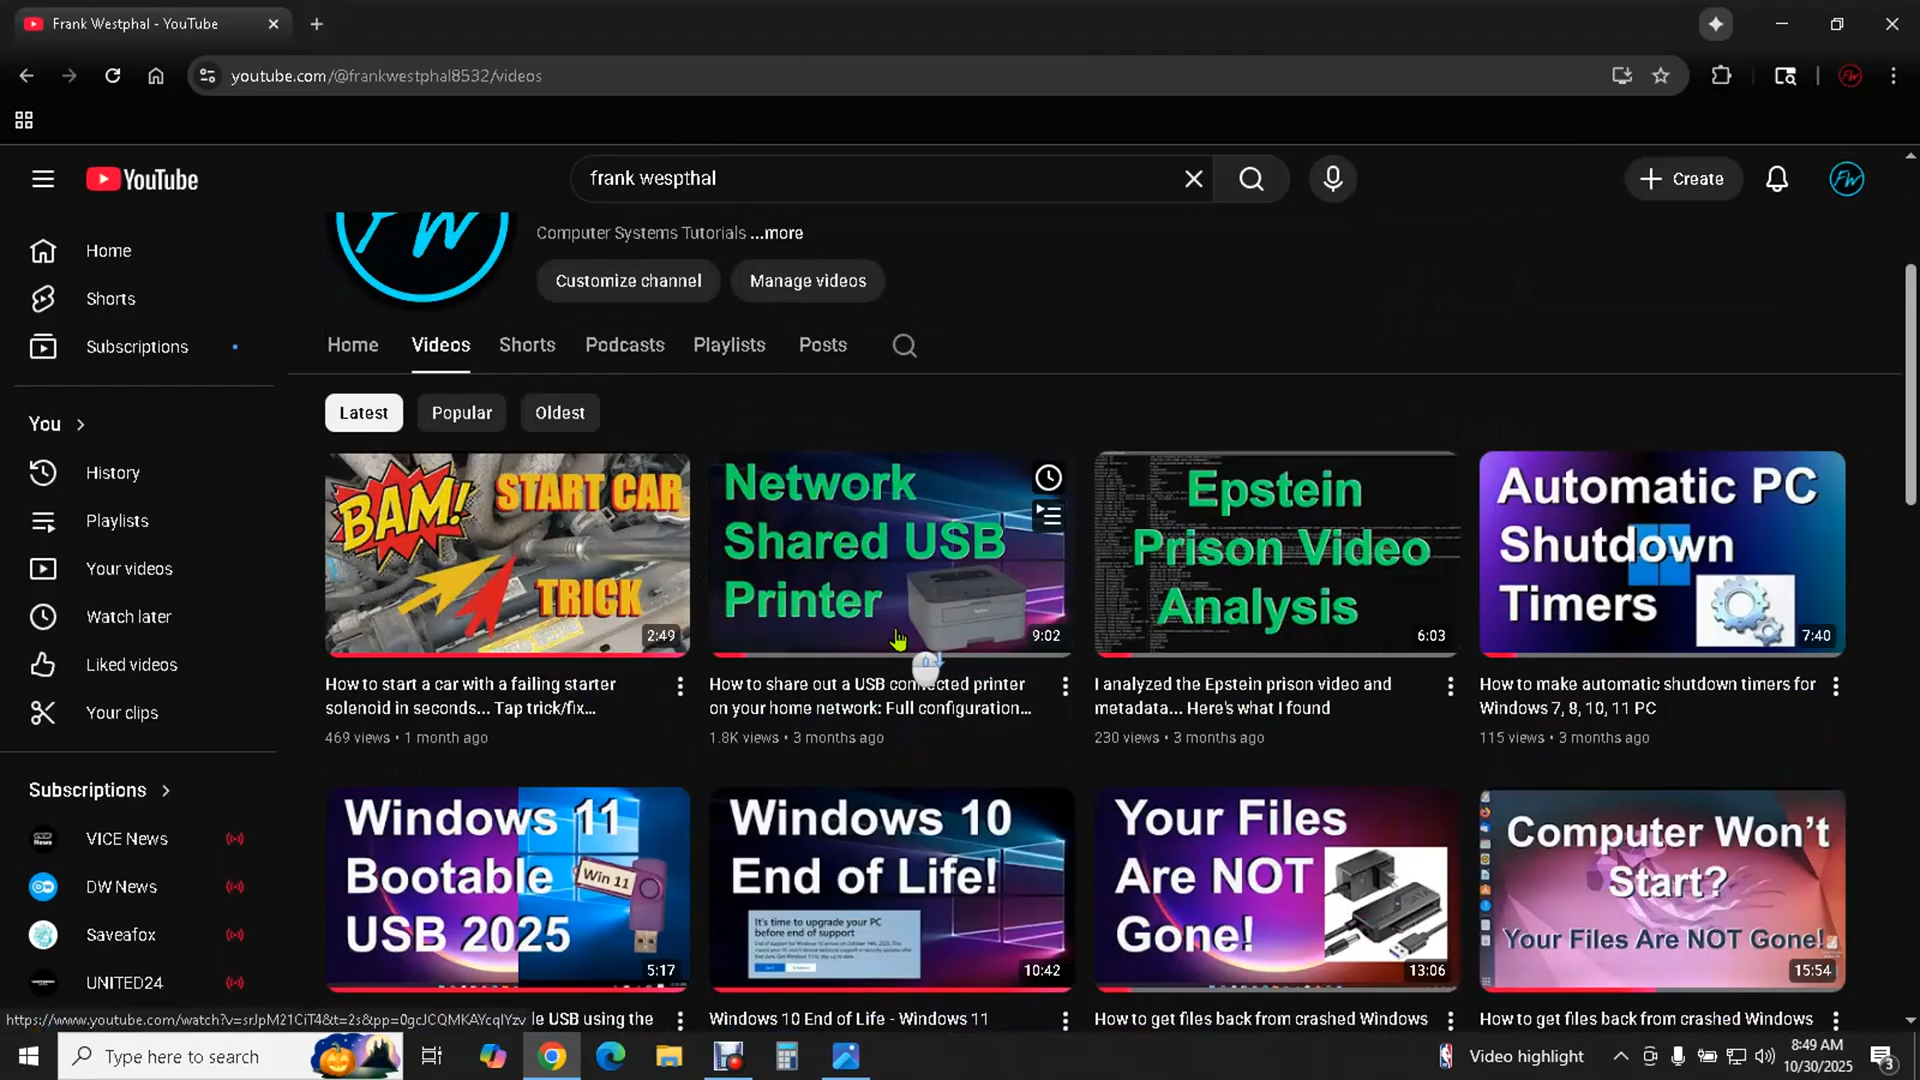 Frank Westphal - YouTube
youtube.com/@frankwestphal8532/videos
YouTube
frank wespthal
Create
FW
Home
Shorts
Subscriptions
You
History
Playlists
Your videos
Watch later
Liked videos
Your clips
Subscriptions
VICE News
DW News
Saveafox
UNITED24
FW
Computer Systems Tutorials ...more
Customize channel
Manage videos
Home
Videos
Shorts
Podcasts
Playlists
Posts
Latest
Popular
Oldest
BAM!
START CAR
TRICK
2:49
How to start a car with a failing starter
solenoid in seconds... Tap trick/fix...
469 views • 1 month ago
Network
Shared USB
Printer
9:02
How to share out a USB connected printer
on your home network: Full configuration...
1.8K views • 3 months ago
Epstein
Prison Video
Analysis
6:03
I analyzed the Epstein prison video and
metadata... Here's what I found
230 views • 3 months ago
Automatic PC
Shutdown
Timers
7:40
How to make automatic shutdown timers for
Windows 7, 8, 10, 11 PC
115 views • 3 months ago
Windows 11
Bootable
USB 2025
Win 11
5:17
le USB using the
Windows 10
End of Life!
It's time to upgrade your PC
before end of support
10:42
Windows 10 End of Life - Windows 11
Your Files
Are NOT
Gone!
13:06
How to get files back from crashed Windows
Computer Won't
Start?
Your Files Are NOT Gone!
15:54
How to get files back from crashed Windows
https://www.youtube.com/watch?v=srJpM21CiT4&t=2s&pp=0gcJCQMKAYcqIYzv
Type here to search
Video highlight
8:49 AM
10/30/2025
3